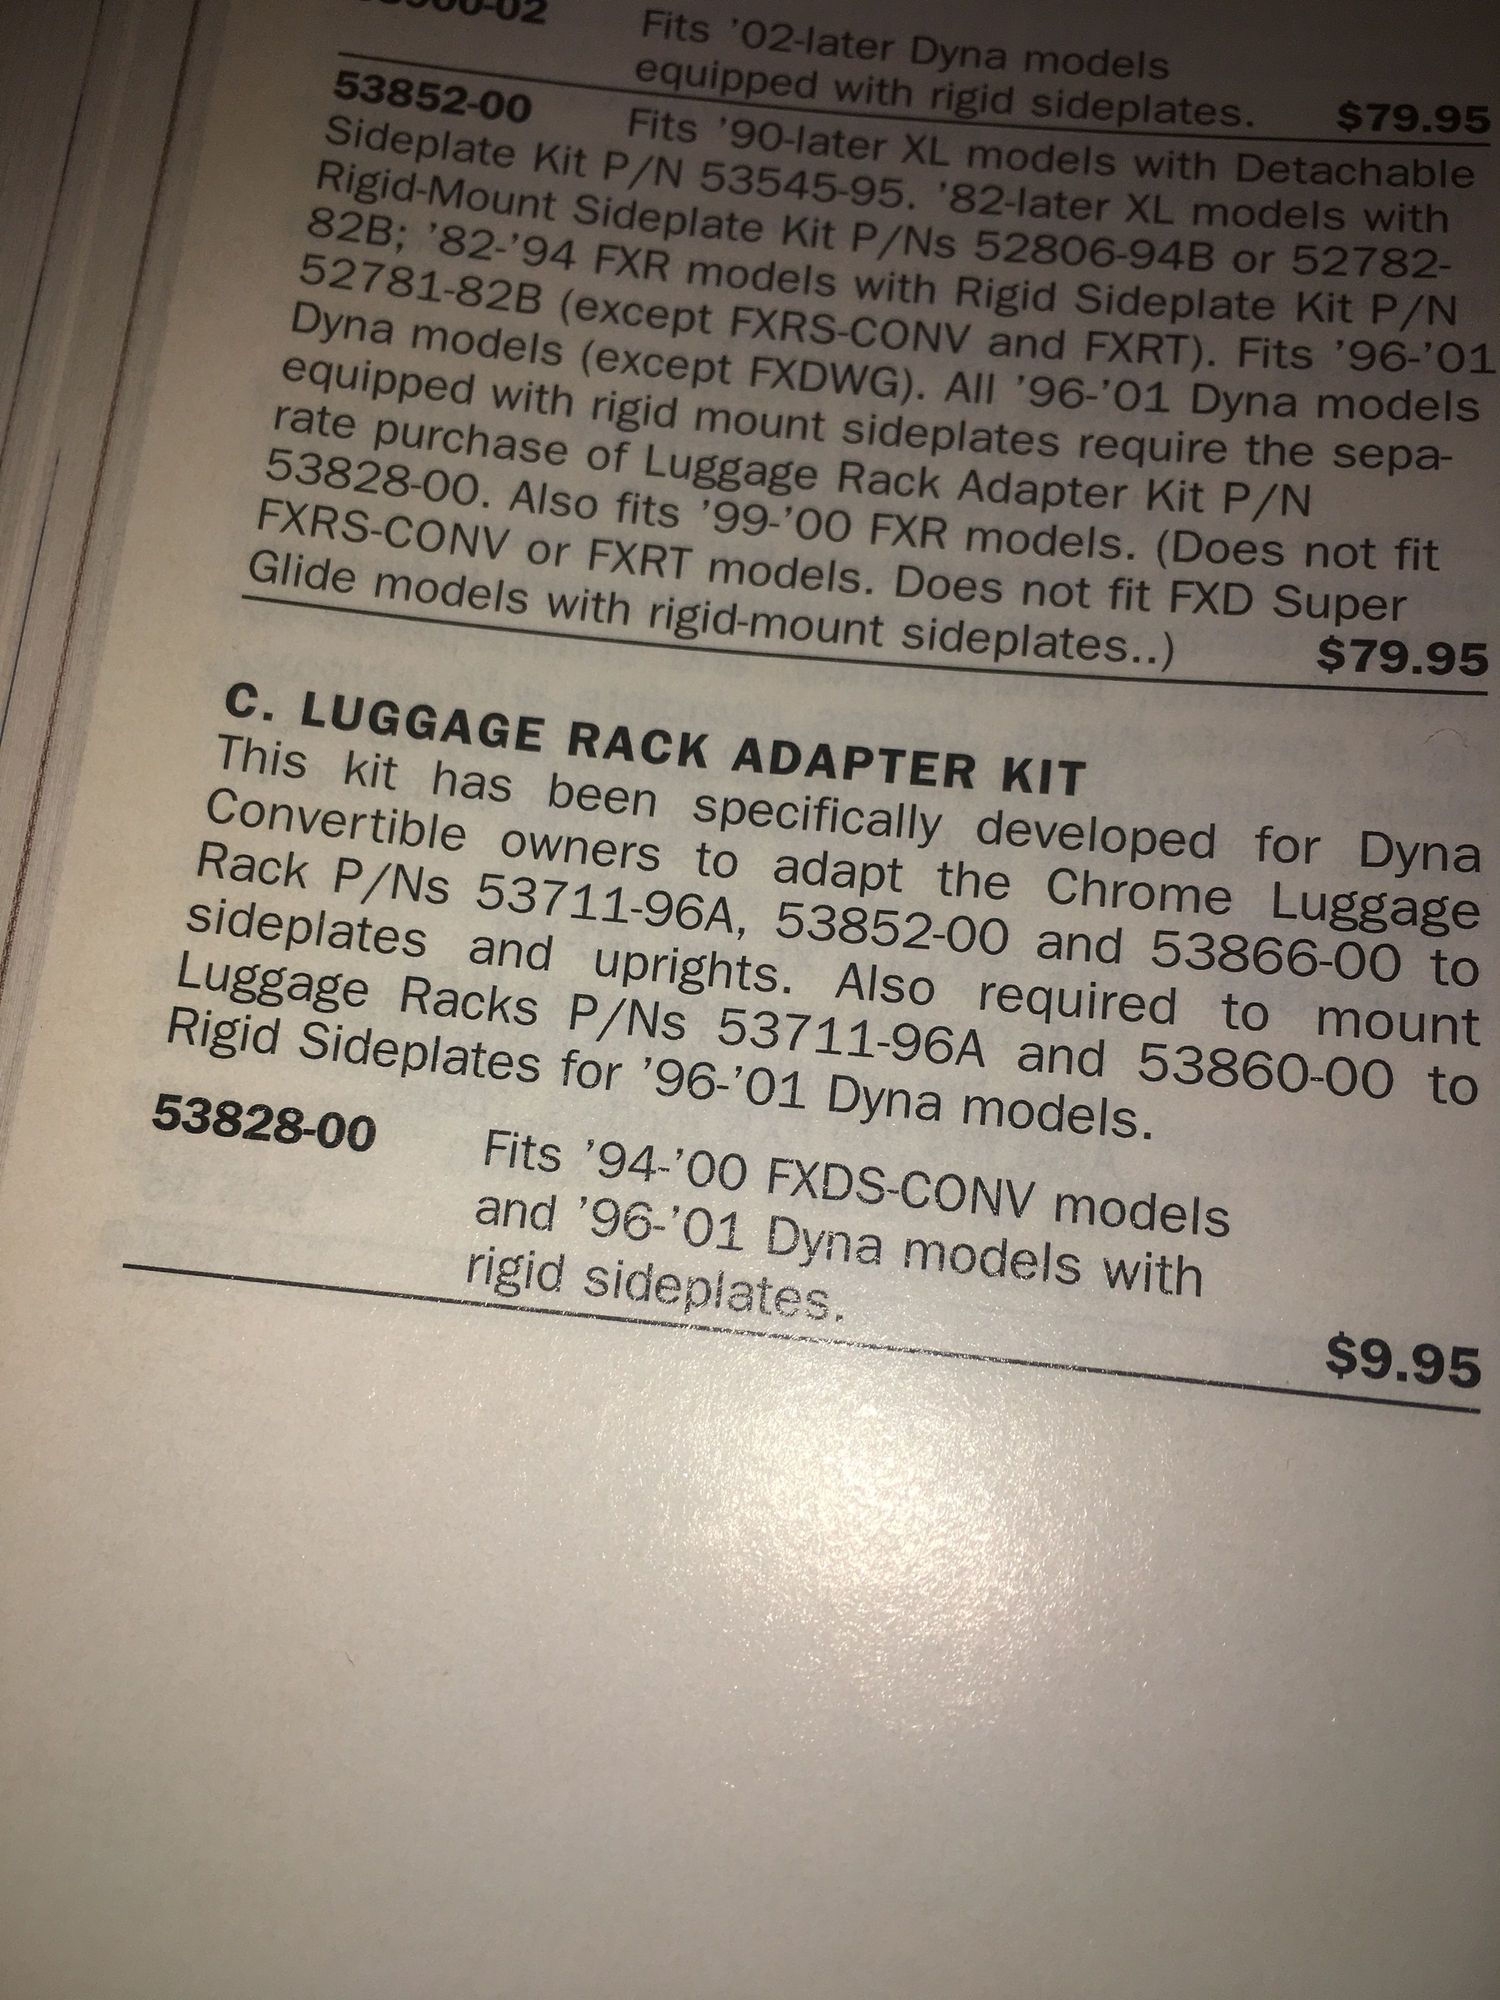 Fits '02-later Dyna models
equipped with rigid sideplates. $79.95
53852-00 Fits '90-later XL models with Detachable
Sideplate Kit P/N 53545-95. '82-later XL models with
Rigid-Mount Sideplate Kit P/Ns 52806-94B or 52782-
82B; '82-'94 FXR models with Rigid Sideplate Kit P/N
52781-82B (except FXRS-CONV and FXRT). Fits '96-'01
Dyna models (except FXDWG). All '96-'01 Dyna models
equipped with rigid mount sideplates require the sepa-
rate purchase of Luggage Rack Adapter Kit P/N
53828-00. Also fits '99-'00 FXR models. (Does not fit
FXRS-CONV or FXRT models. Does not fit FXD Super
Glide models with rigid-mount sideplates..) $79.95
C. LUGGAGE RACK ADAPTER KIT
This kit has been specifically developed for Dyna
Convertible owners to adapt the Chrome Luggage
Rack P/Ns 53711-96A, 53852-00 and 53866-00 to
sideplates and uprights. Also required to mount
Luggage Racks P/Ns 53711-96A and 53860-00 to
Rigid Sideplates for '96-'01 Dyna models.
53828-00 Fits '94-'00 FXDS-CONV models
and '96-'01 Dyna models with
rigid sideplates. $9.95